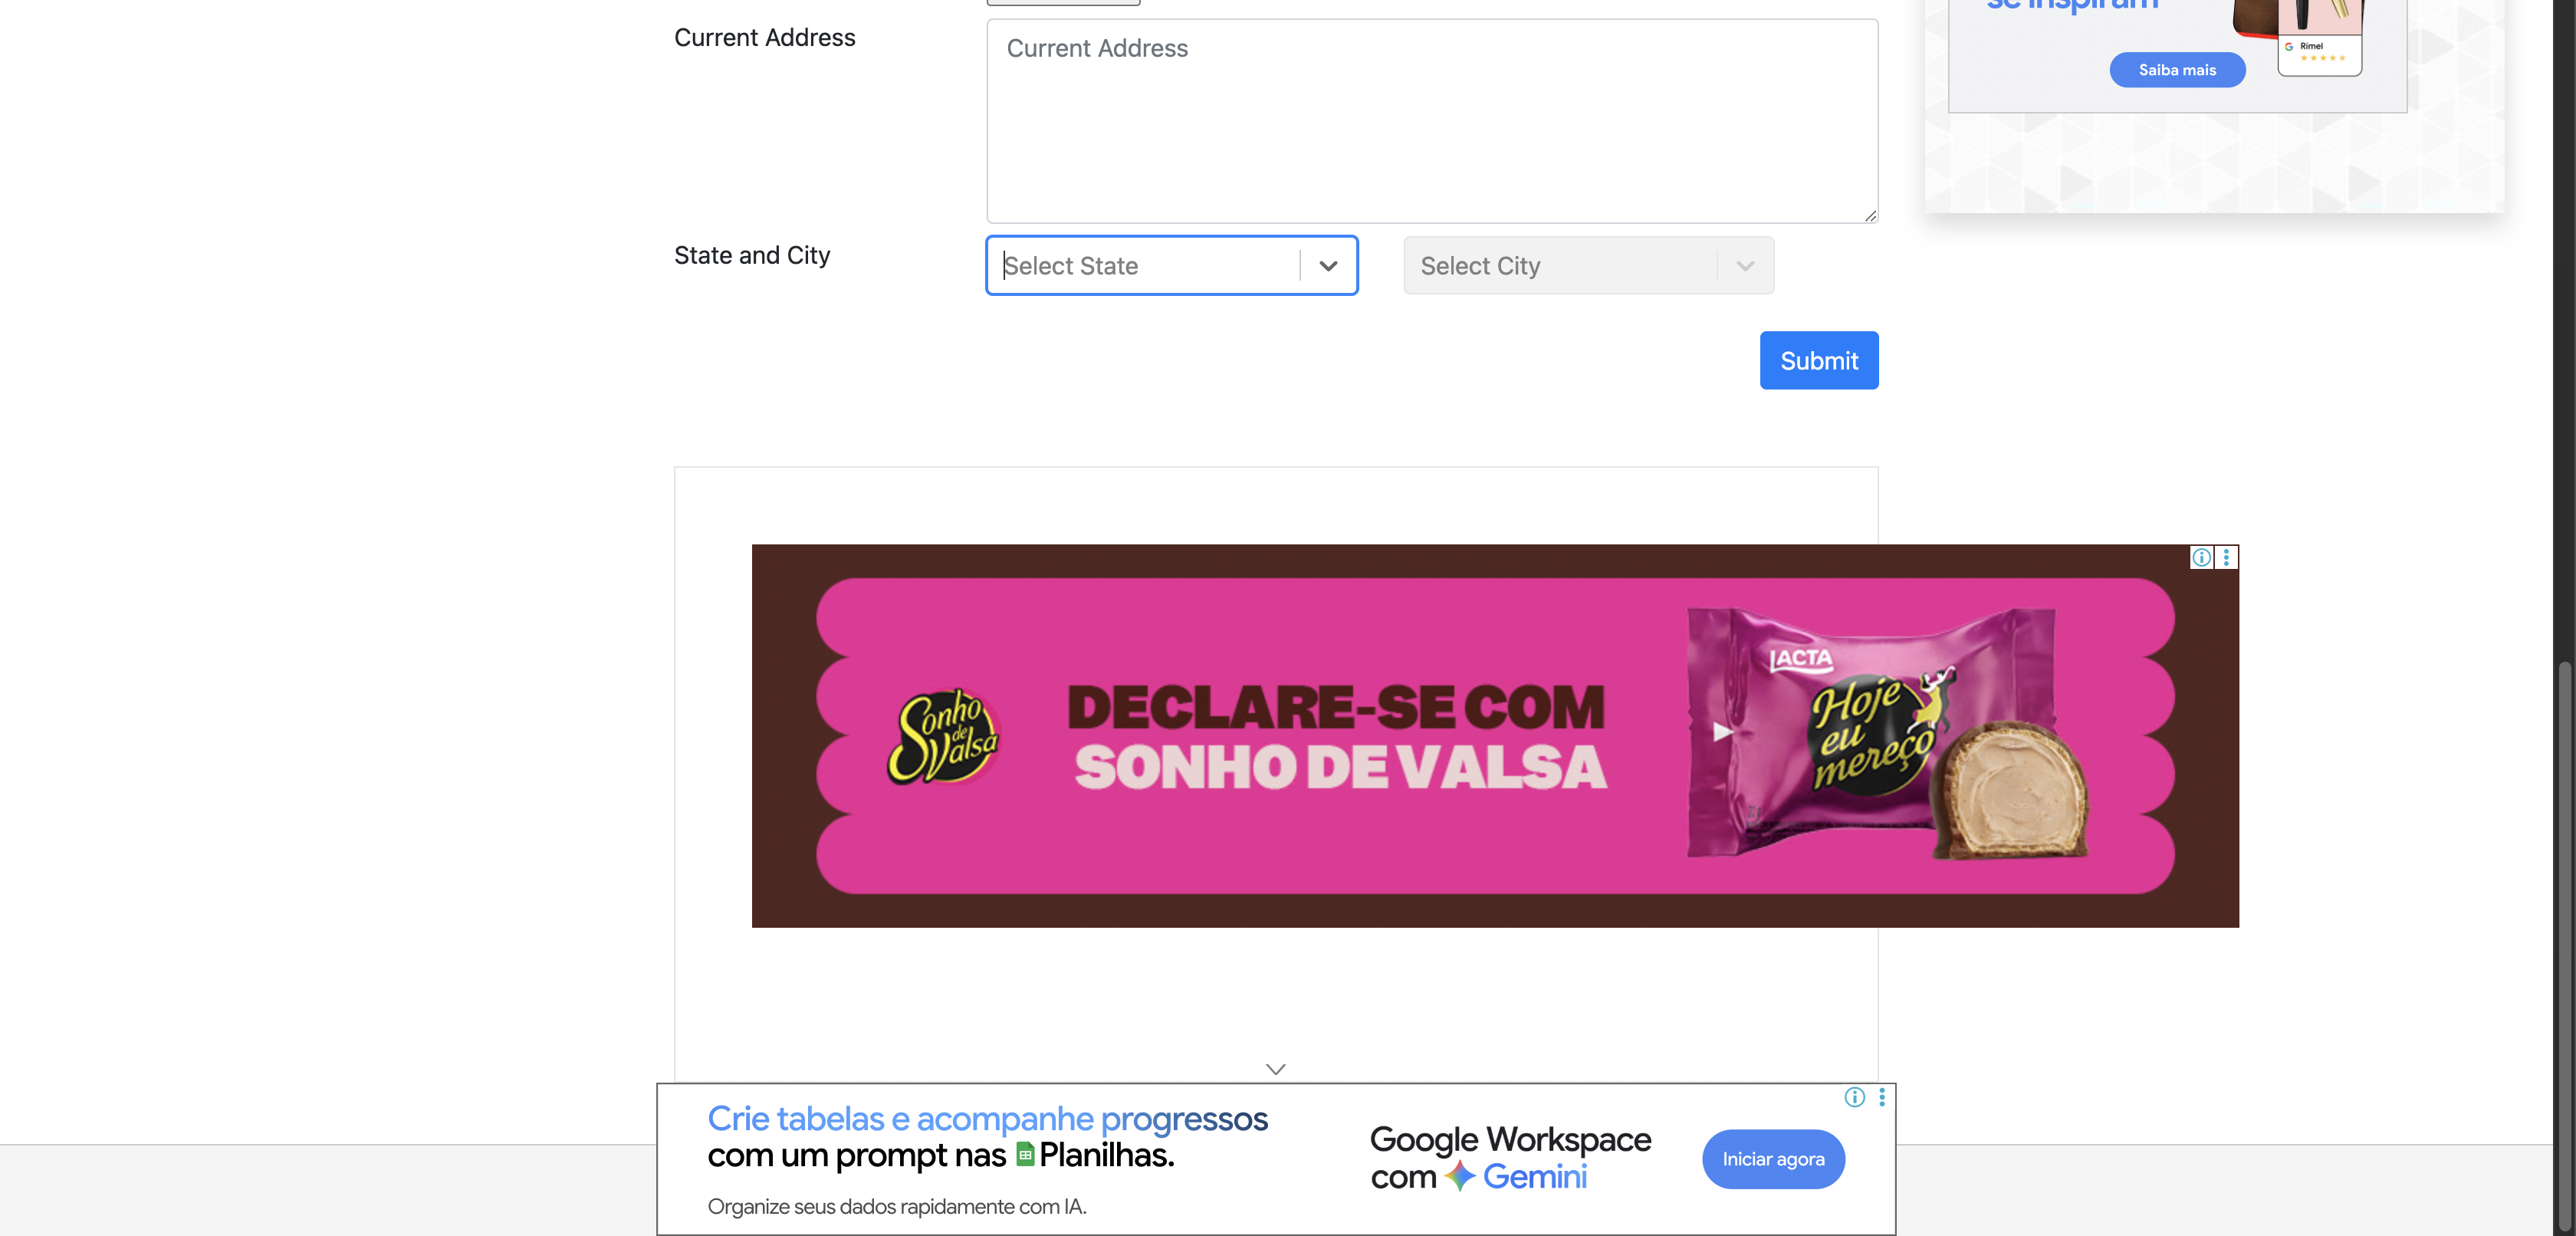 se inspiram
Rímel
Saiba mais
Current Address
Current Address
State and City
Select State
Select City
Submit
Sonho
de
Valsa
DECLARE-SE COM
SONHO DE VALSA
LACTA
Hoje
eu
mereço
Crie tabelas e acompanhe progressos
com um prompt nas Planilhas.
Organize seus dados rapidamente com IA.
Google Workspace
com Gemini
Iniciar agora